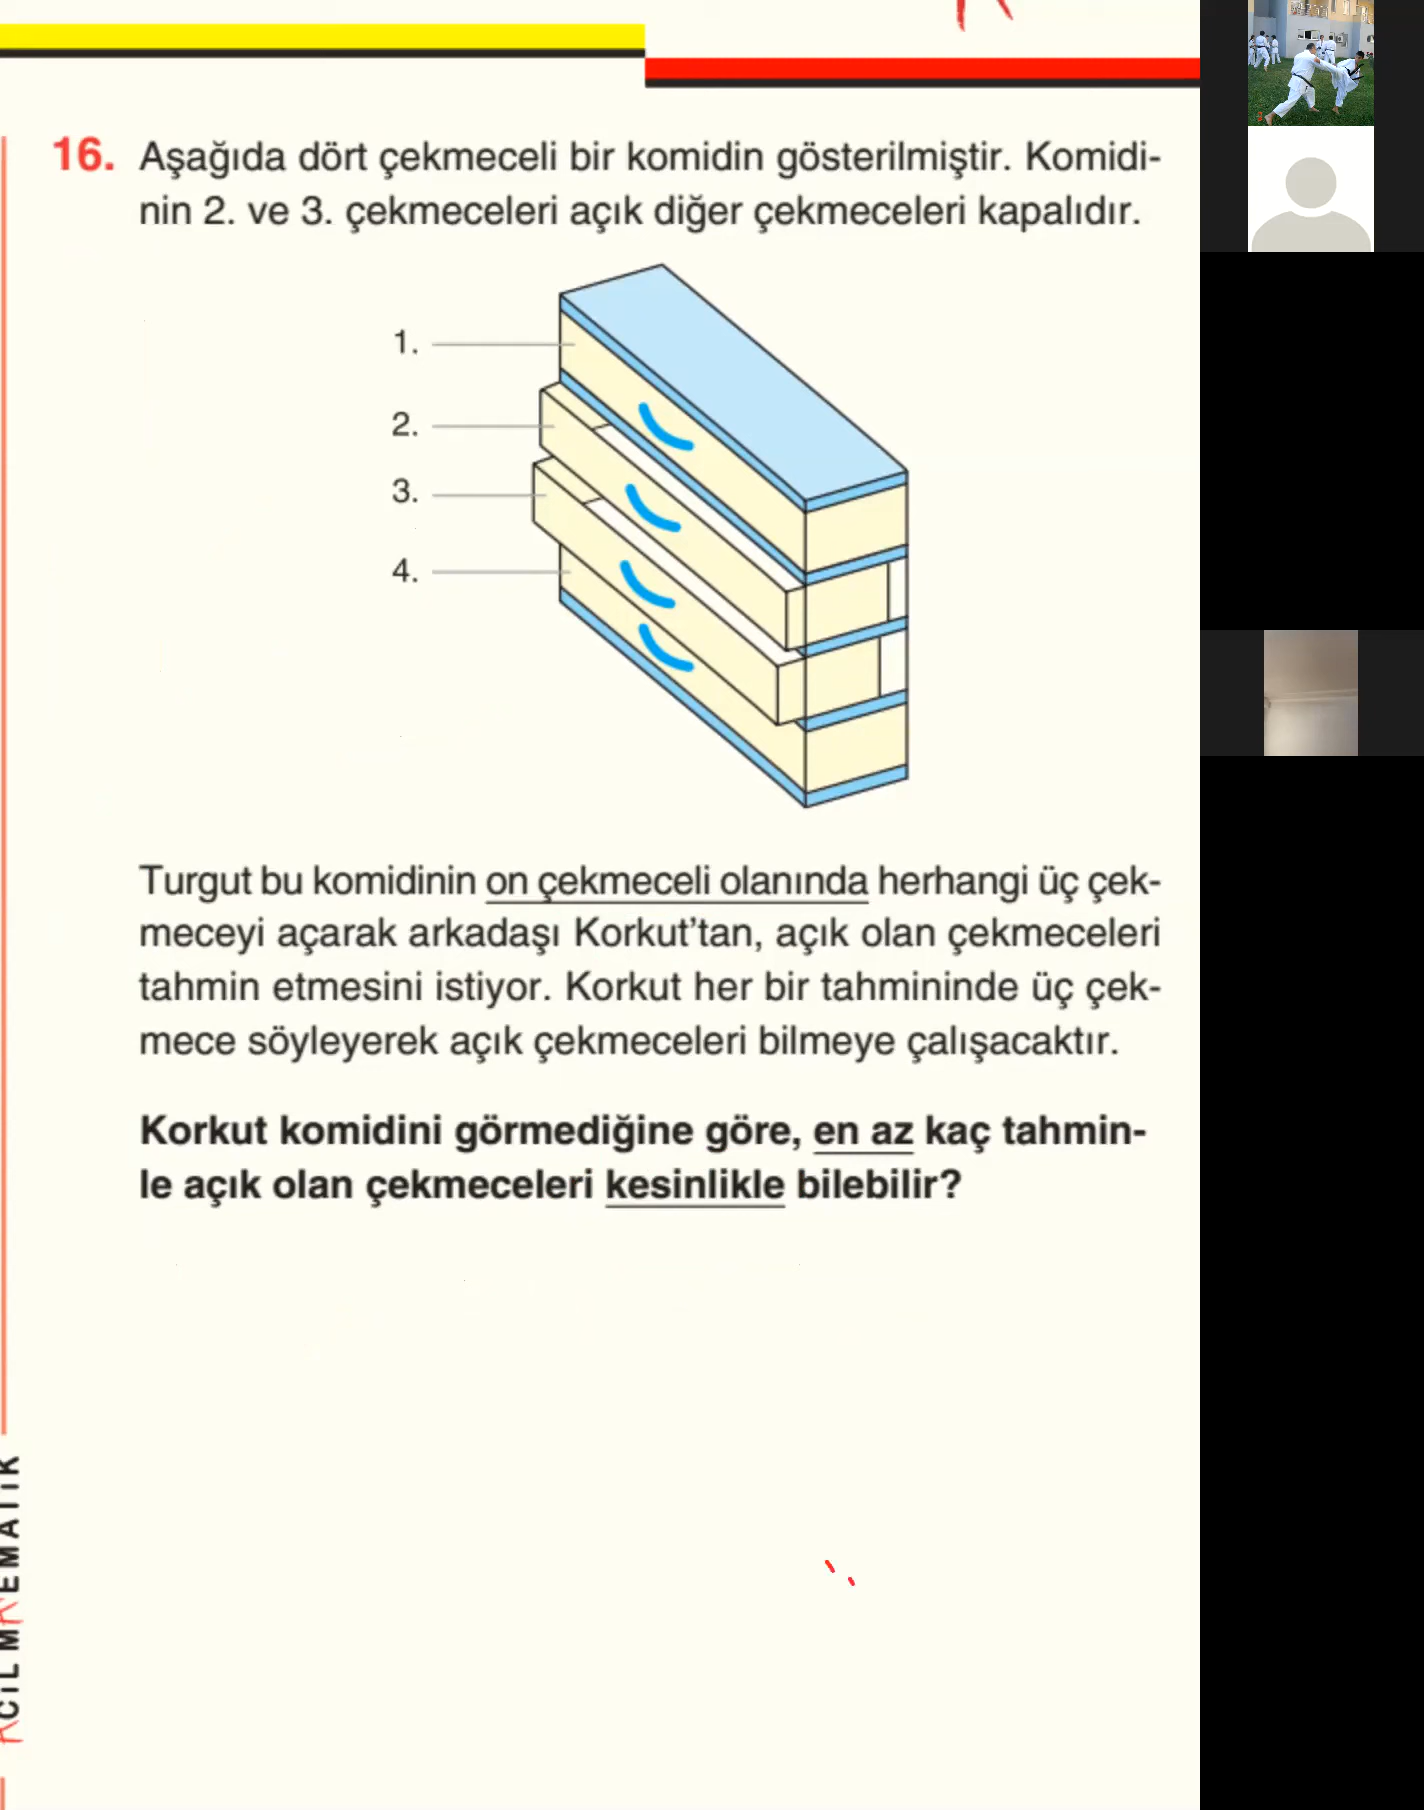 16. Aşağıda dört çekmeceli bir komidin gösterilmiştir. Komidi-
nin 2. ve 3. çekmeceleri açık diğer çekmeceleri kapalıdır.
1.
2.
3.
4.
Turgut bu komidinin on çekmeceli olanında herhangi üç çek-
meceyi açarak arkadaşı Korkut’tan, açık olan çekmeceleri
tahmin etmesini istiyor. Korkut her bir tahmininde üç çek-
mece söyleyerek açık çekmeceleri bilmeye çalışacaktır.
Korkut komidini görmediğine göre, en az kaç tahmin-
le açık olan çekmeceleri kesinlikle bilebilir?